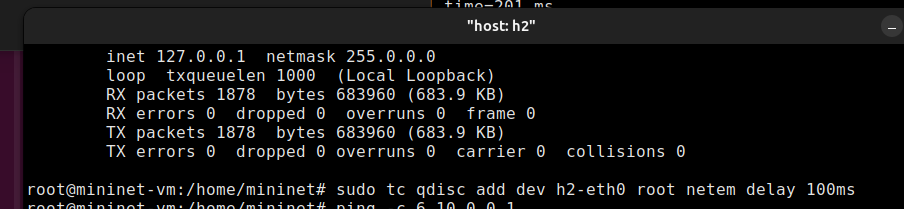 time=201 ms
"host: h2"
inet 127.0.0.1  netmask 255.0.0.0
loop  txqueuelen 1000  (Local Loopback)
RX packets 1878  bytes 683960 (683.9 KB)
RX errors 0  dropped 0  overruns 0  frame 0
TX packets 1878  bytes 683960 (683.9 KB)
TX errors 0  dropped 0 overruns 0  carrier 0  collisions 0
root@mininet-vm:/home/mininet# sudo tc qdisc add dev h2-eth0 root netem delay 100ms
root@mininet-vm:/home/mininet# ping -c 6 10.0.0.1